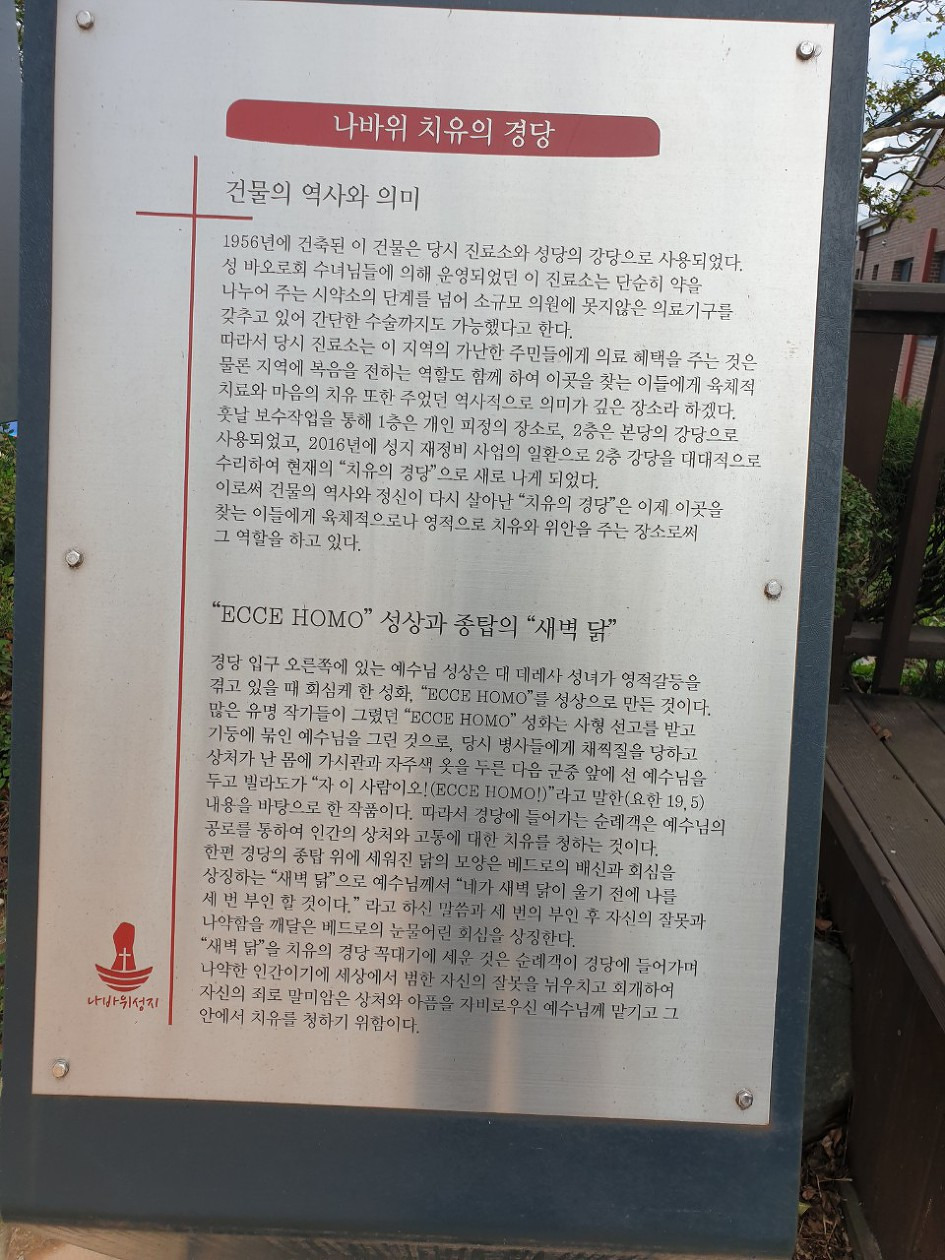 나바위 치유의 경당
건물의 역사와 의미
1956년에 건축된 이 건물은 당시 진료소와 성당의 강당으로 사용되었다.
성 바오로회 수녀님들에 의해 운영되었던 이 진료소는 단순히 약을
나누어 주는 시약소의 단계를 넘어 소규모 의원에 못지않은 의료기구를
갖추고 있어 간단한 수술까지도 가능했다고 한다.
따라서 당시 진료소는 이 지역의 가난한 주민들에게 의료 혜택을 주는 것은
물론 지역에 복음을 전하는 역할도 함께 하여 이곳을 찾는 이들에게 육체적
치료와 마음의 치유 또한 주었던 역사적으로 의미가 깊은 장소라 하겠다.
훗날 보수작업을 통해 1층은 개인 피정의 장소로, 2층은 본당의 강당으로
사용되었고, 2016년에 성지 재정비 사업의 일환으로 2층 강당을 대대적으로
수리하여 현재의 “치유의 경당”으로 새로 나게 되었다.
이로써 건물의 역사와 정신이 다시 살아난 “치유의 경당”은 이제 이곳을
찾는 이들에게 육체적으로나 영적으로 치유와 위안을 주는 장소로써
그 역할을 하고 있다.
“ECCE HOMO” 성상과 종탑의 “새벽 닭”
경당 입구 오른쪽에 있는 예수님 성상은 대 데레사 성녀가 영적갈등을
겪고 있을 때 회심케 한 성화, “ECCE HOMO”를 성상으로 만든 것이다.
많은 유명 작가들이 그렸던 “ECCE HOMO” 성화는 사형 선고를 받고
기둥에 묶인 예수님을 그린 것으로, 당시 병사들에게 채찍질을 당하고
상처가 난 몸에 가시관과 자주색 옷을 두른 다음 군중 앞에 선 예수님을
두고 빌라도가 “자 이 사람이오!(ECCE HOMO!)”라고 말한(요한 19, 5)
내용을 바탕으로 한 작품이다. 따라서 경당에 들어가는 순례객은 예수님의
공로를 통하여 인간의 상처와 고통에 대한 치유를 청하는 것이다.
한편 경당의 종탑 위에 세워진 닭의 모양은 베드로의 배신과 회심을
상징하는 “새벽 닭”으로 예수님께서 “네가 새벽 닭이 울기 전에 나를
세 번 부인 할 것이다.” 라고 하신 말씀과 세 번의 부인 후 자신의 잘못과
나약함을 깨달은 베드로의 눈물어린 회심을 상징한다.
“새벽 닭”을 치유의 경당 꼭대기에 세운 것은 순례객이 경당에 들어가며
나약한 인간이기에 세상에서 범한 자신의 잘못을 뉘우치고 회개하여
자신의 죄로 말미암은 상처와 아픔을 자비로우신 예수님께 맡기고 그
안에서 치유를 청하기 위함이다.
나바위성지